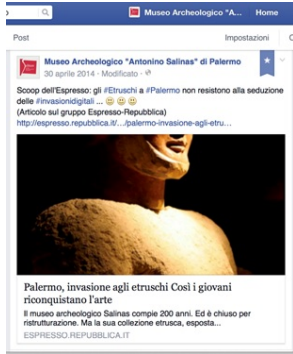 Museo Archeologico "A... Home
Post Impostazioni
Museo Archeologico "Antonino Salinas" di Palermo
30 aprile 2014 · Modificato ·
Scoop dell'Espresso: gli #Etruschi a #Palermo non resistono alla seduzione
delle #invasionidigitali ...
(Articolo sul gruppo Espresso-Repubblica)
http://espresso.repubblica.it/.../palermo-invasione-agli-etru...
Palermo, invasione agli etruschi Così i giovani
riconquistano l'arte
Il museo archeologico Salinas compie 200 anni. Ed è chiuso per
ristrutturazione. Ma la sua collezione etrusca, esposta...
ESPRESSO.REPUBBLICA.IT